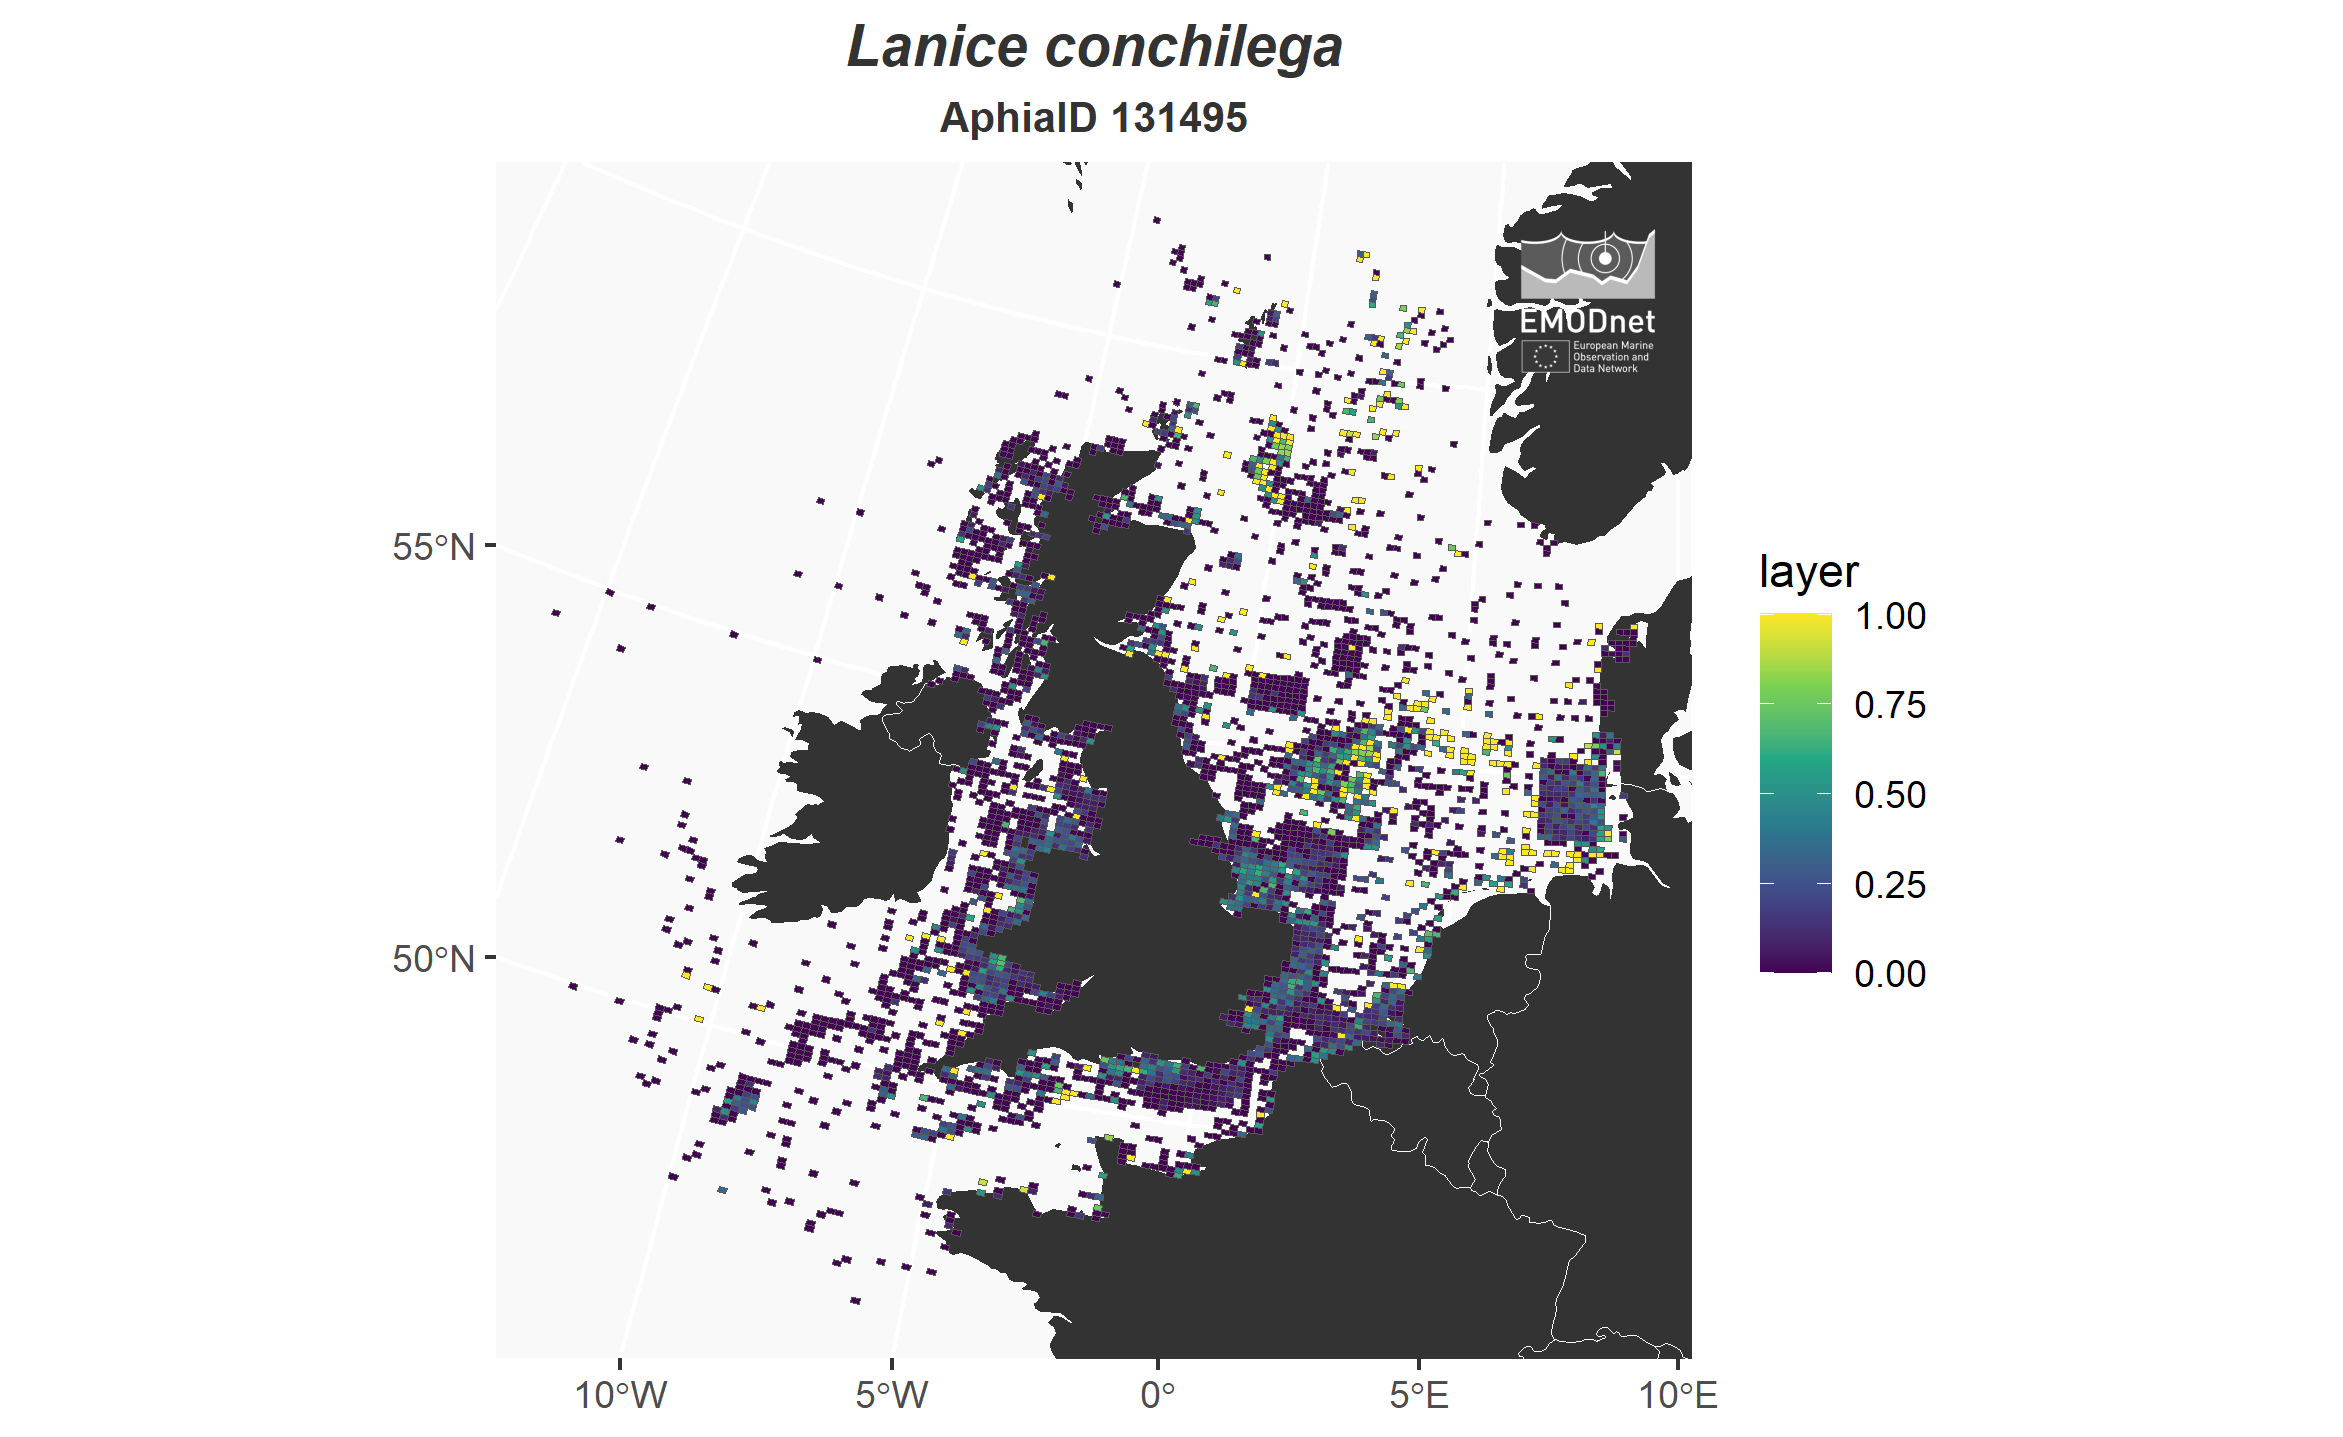 Lanice conchilega
AphiaID 131495
EMODnet
European Marine
Observation and
Data Network
55°N
50°N
10°W
5°W
0°
5°E
10°E
layer
1.00
0.75
0.50
0.25
0.00